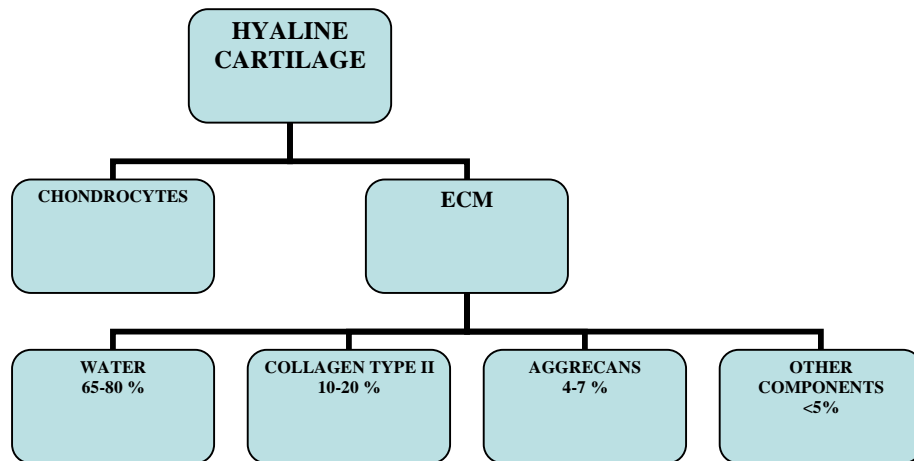 HYALINE
CARTILAGE
CHONDROCYTES
ECM
WATER
65-80 %
COLLAGEN TYPE II
10-20 %
AGGRECANS
4-7 %
OTHER
COMPONENTS
<5%